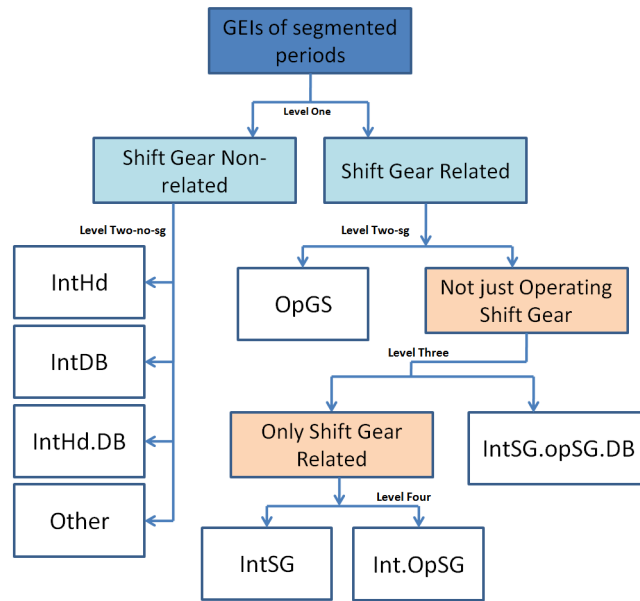 GEIs of segmented
periods
Level One
Shift Gear Non-
related
Shift Gear Related
Level Two-no-sg
Level Two-sg
IntHd
OpGS
Not just Operating
Shift Gear
IntDB
Level Three
IntHd.DB
Only Shift Gear
Related
IntSG.opSG.DB
Other
Level Four
IntSG
Int.OpSG